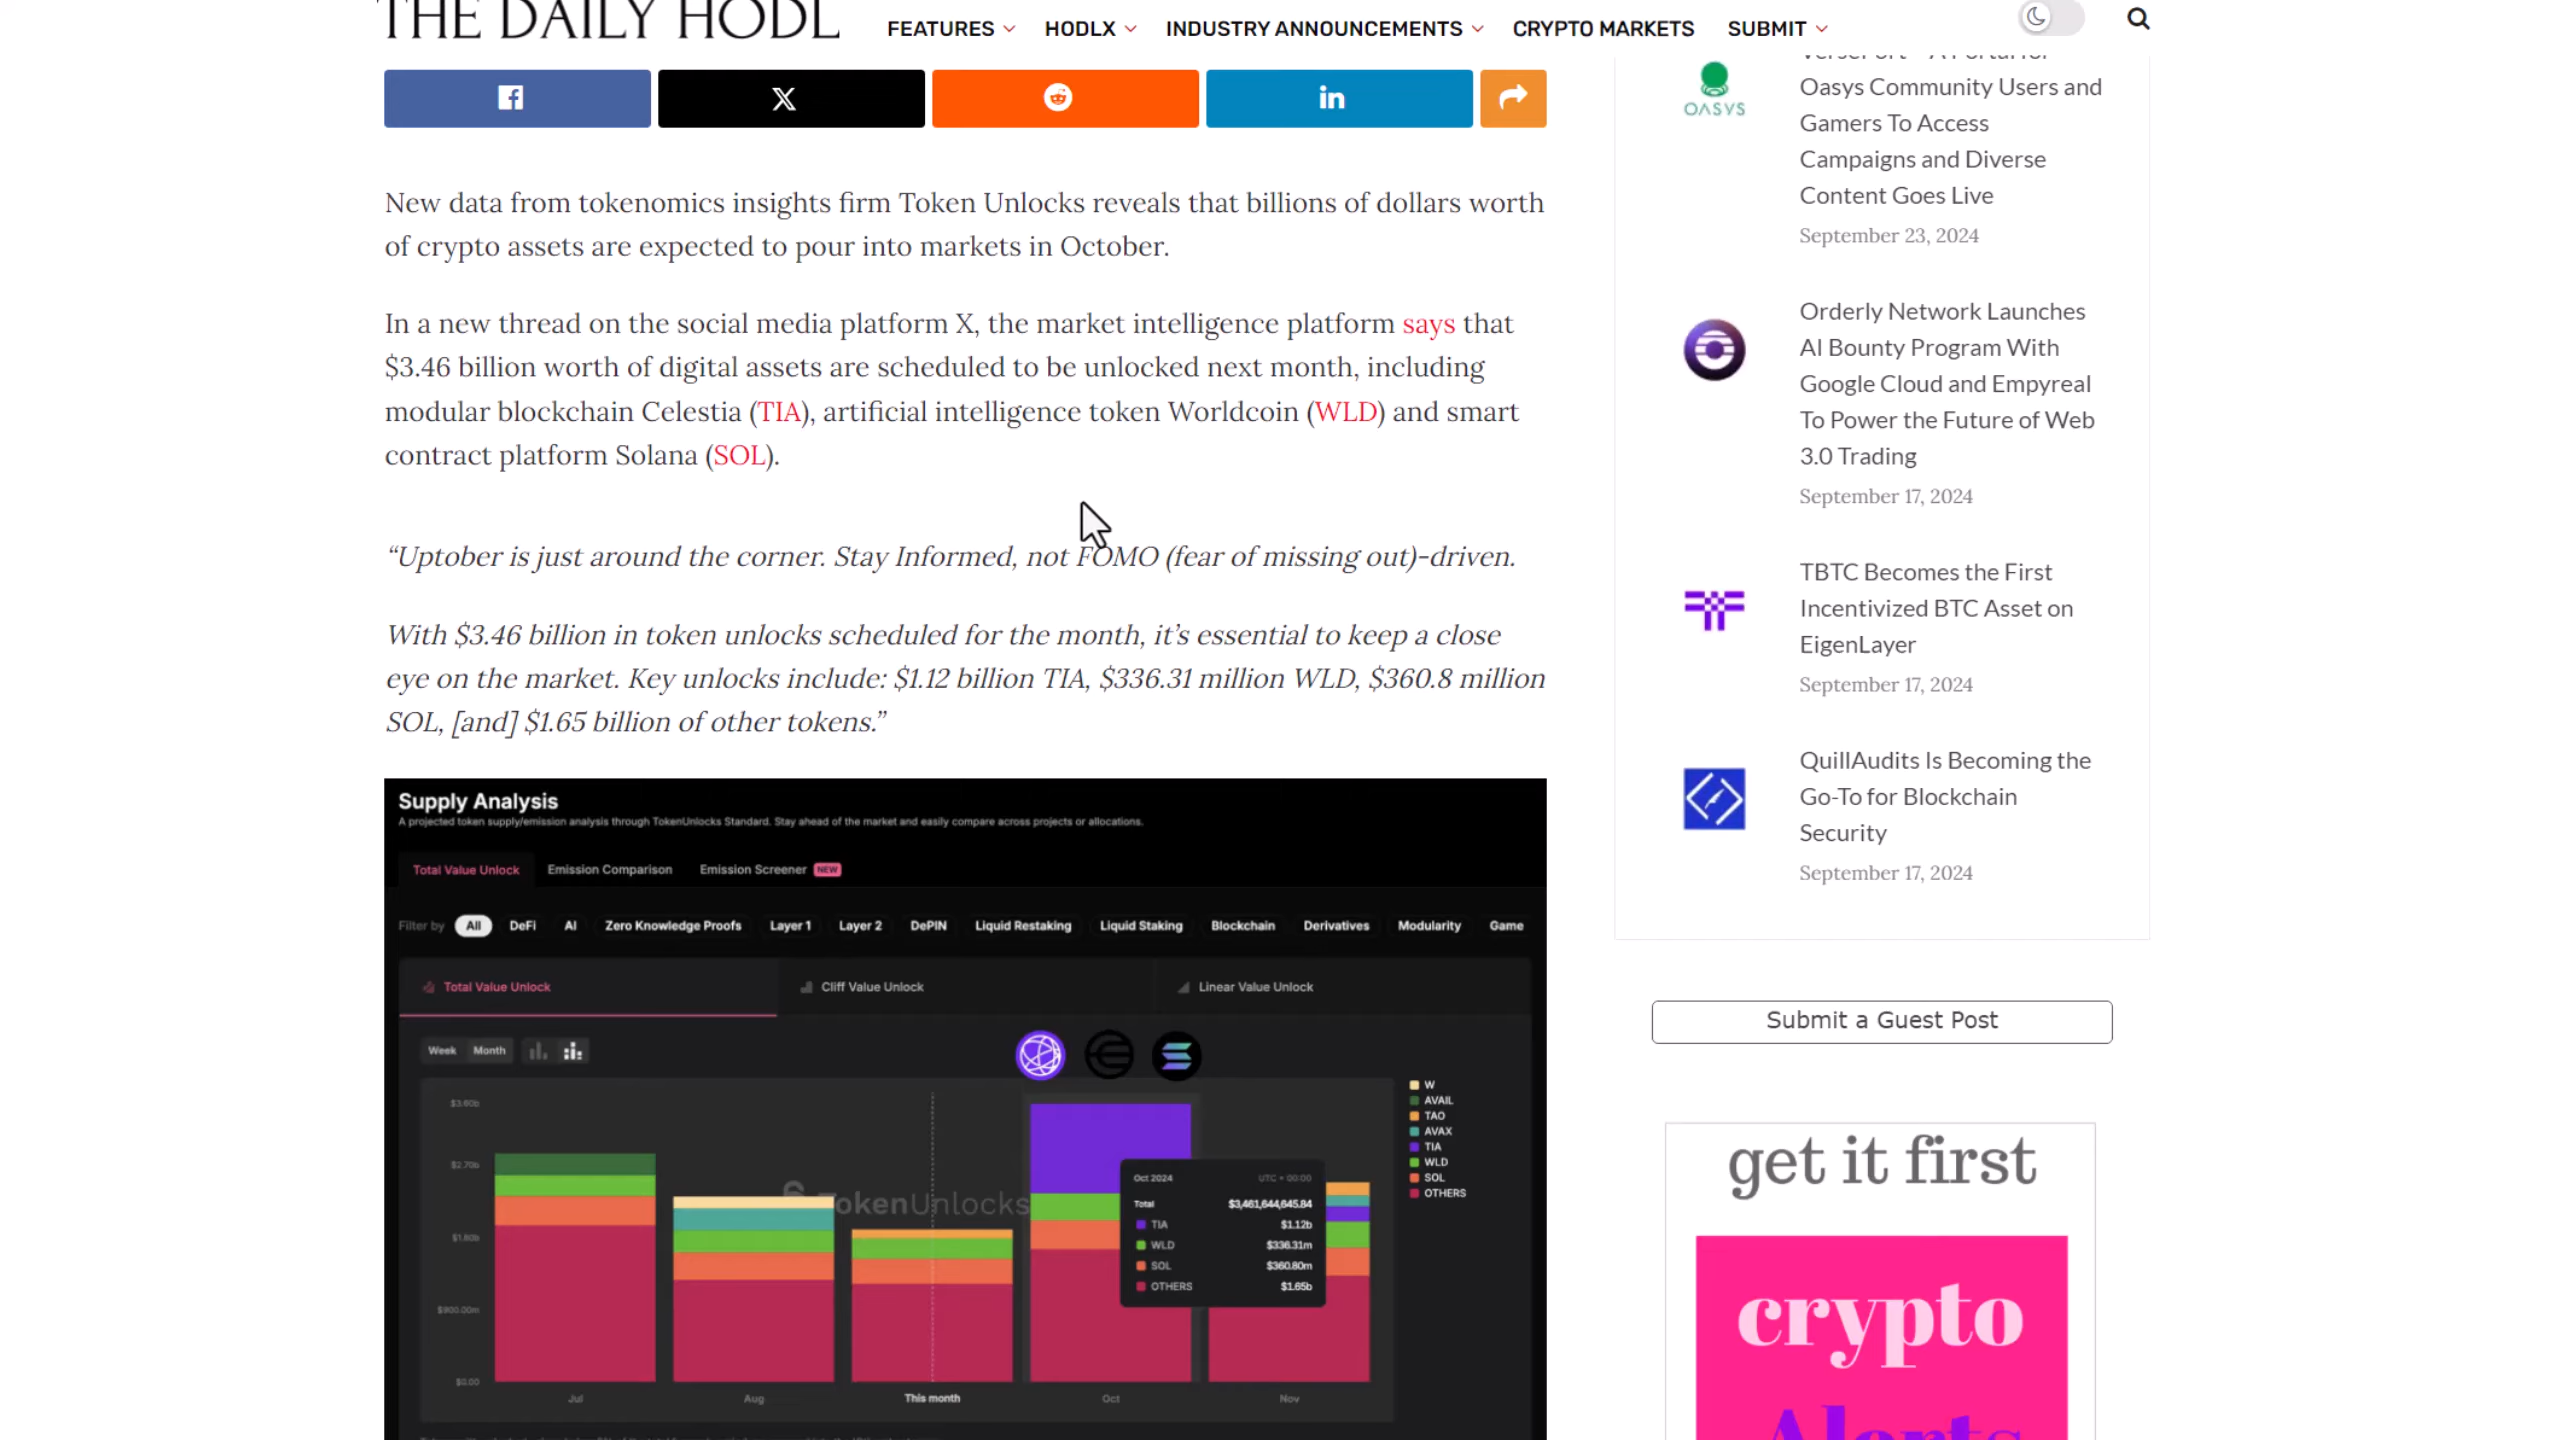 THE DAILY HODL
FEATURES
HODLX
INDUSTRY ANNOUNCEMENTS
CRYPTO MARKETS
SUBMIT
New data from tokenomics insights firm Token Unlocks reveals that billions of dollars worth
of crypto assets are expected to pour into markets in October.
In a new thread on the social media platform X, the market intelligence platform says that
$3.46 billion worth of digital assets are scheduled to be unlocked next month, including
modular blockchain Celestia (TIA), artificial intelligence token Worldcoin (WLD) and smart
contract platform Solana (SOL).
“Uptober is just around the corner. Stay Informed, not FOMO (fear of missing out)-driven.
With $3.46 billion in token unlocks scheduled for the month, it’s essential to keep a close
eye on the market. Key unlocks include: $1.12 billion TIA, $336.31 million WLD, $360.8 million
SOL, [and] $1.65 billion of other tokens.”
Supply Analysis
A projected token supply/emission analysis through TokenUnlocks Standard. Stay ahead of the market and easily compare across projects or allocations.
Total Value Unlock
Emission Comparison
Emission Screener NEW
Filter by All DeFi AI Zero Knowledge Proofs Layer 1 Layer 2 DePIN Liquid Restaking Liquid Staking Blockchain Derivatives Modularity Game
Total Value Unlock
Cliff Value Unlock
Linear Value Unlock
Week Month
$3.60b
$2.70b
$1.80b
$900.00m
$0.00
okenUnlocks
Oct 2024 UTC + 00:00
Total $3,461,644,645.84
TIA $1.12b
WLD $336.31m
SOL $360.80m
OTHERS $1.65b
Jul
Aug
This month
Oct
Nov
W
AVAIL
TAO
AVAX
TIA
WLD
SOL
OTHERS
OASYS
Oasys Community Users and
Gamers To Access
Campaigns and Diverse
Content Goes Live
September 23, 2024
Orderly Network Launches
AI Bounty Program With
Google Cloud and Empyreal
To Power the Future of Web
3.0 Trading
September 17, 2024
TBTC Becomes the First
Incentivized BTC Asset on
EigenLayer
September 17, 2024
QuillAudits Is Becoming the
Go-To for Blockchain
Security
September 17, 2024
Submit a Guest Post
get it first
crypto
Alerts